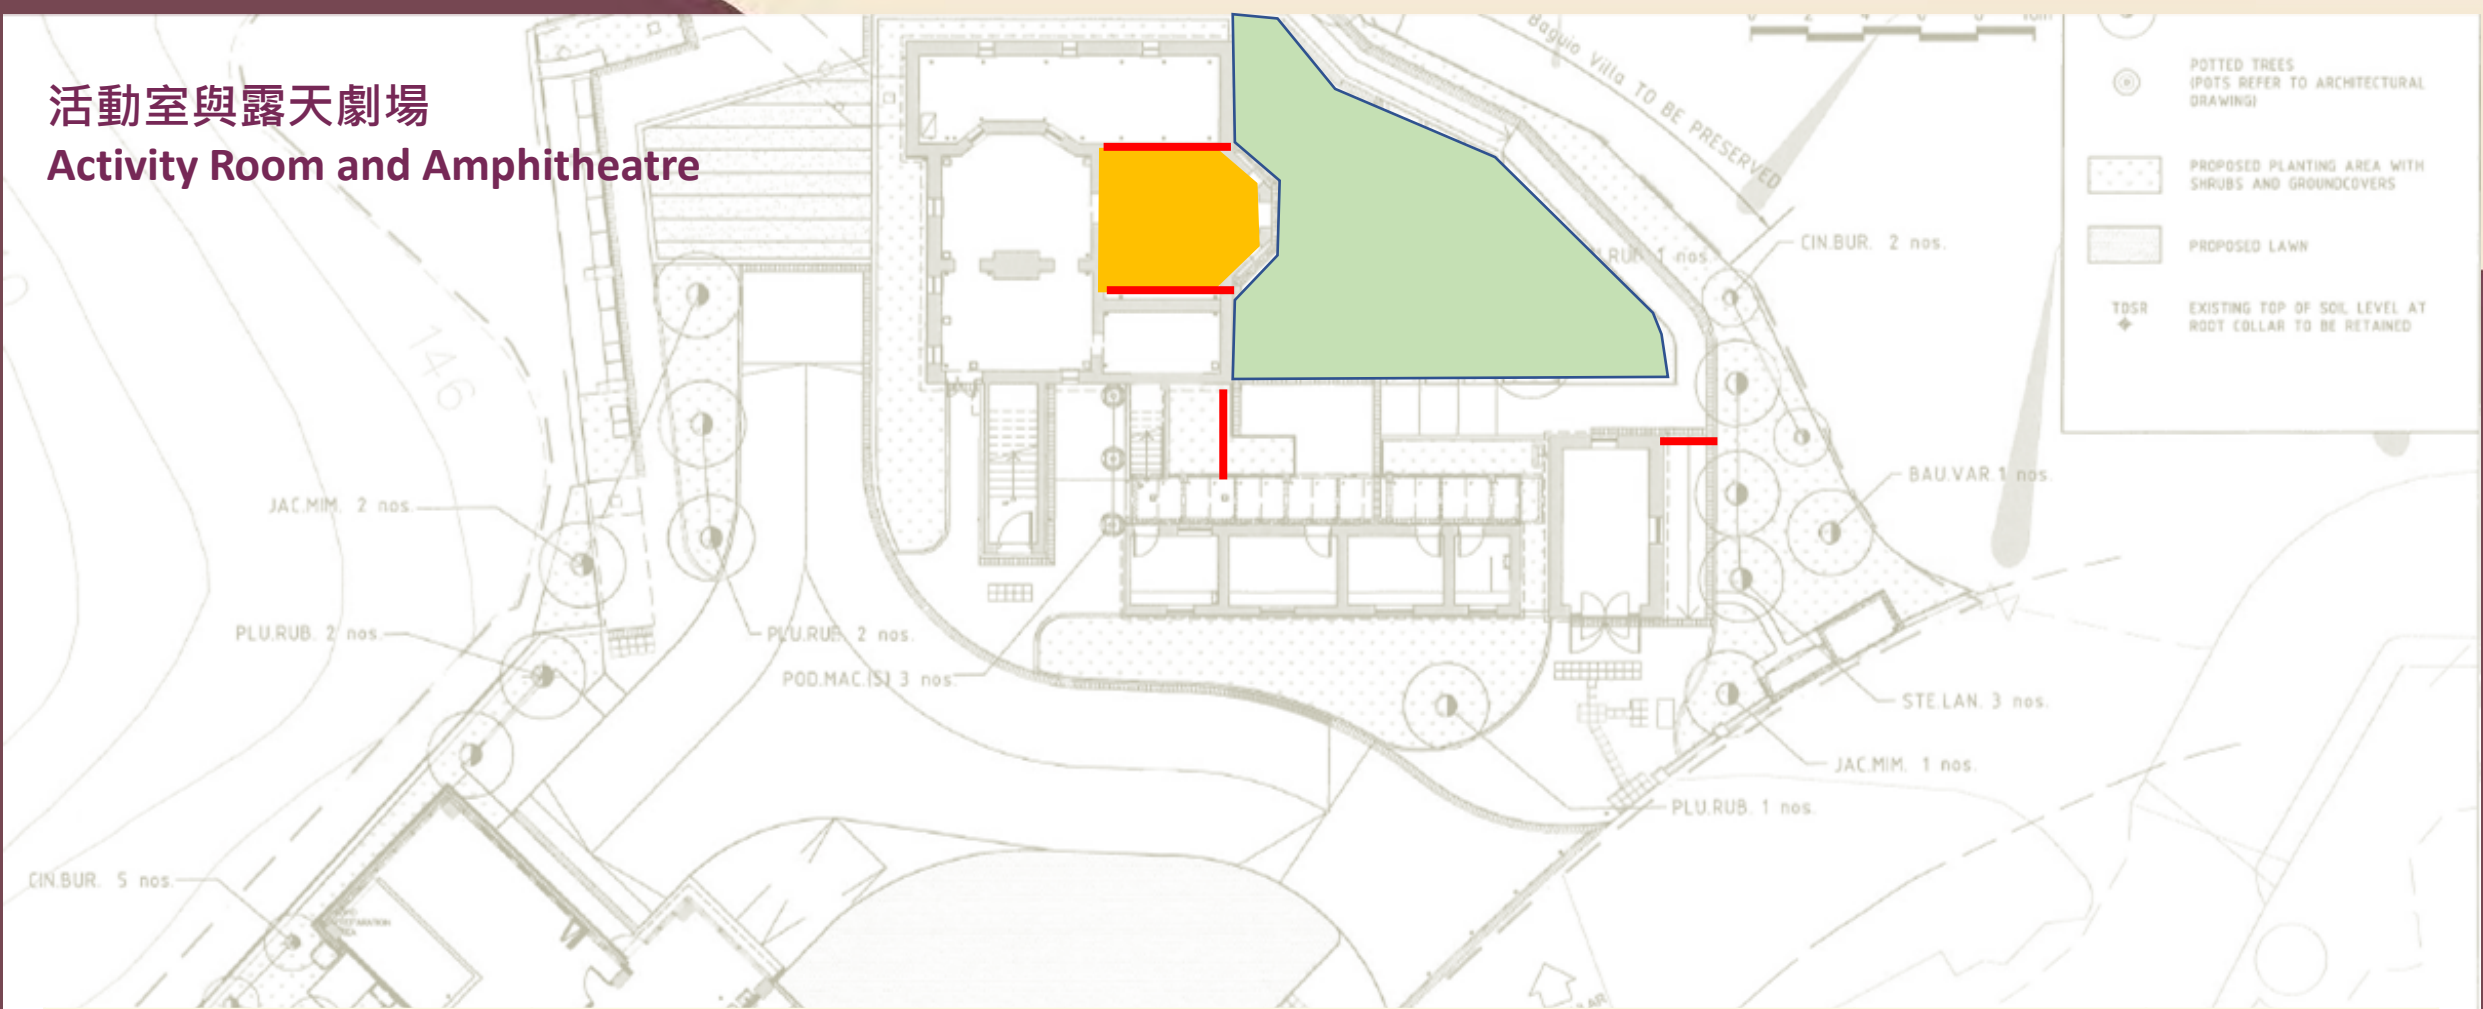 活動室與露天劇場
Activity Room and Amphitheatre
Baguio Villa TO BE PRESERVED
POTTED TREES
(POTS REFER TO ARCHITECTURAL
DRAWING)
PROPOSED PLANTING AREA WITH
SHRUBS AND GROUNDCOVERS
PROPOSED LAWN
TOSR
EXISTING TOP OF SOIL LEVEL AT
ROOT COLLAR TO BE RETAINED
CIN.BUR. 2 nos.
1 nos.
146
BAU.VAR.1 nos.
JAC.MIM. 2 nos.
PLU.RUB. 2 nos.
PLU.RUB. 2 nos.
POD.MAC.(S) 3 nos.
STE.LAN. 3 nos.
JAC.MIM. 1 nos.
PLU.RUB. 1 nos.
CIN.BUR. 5 nos.